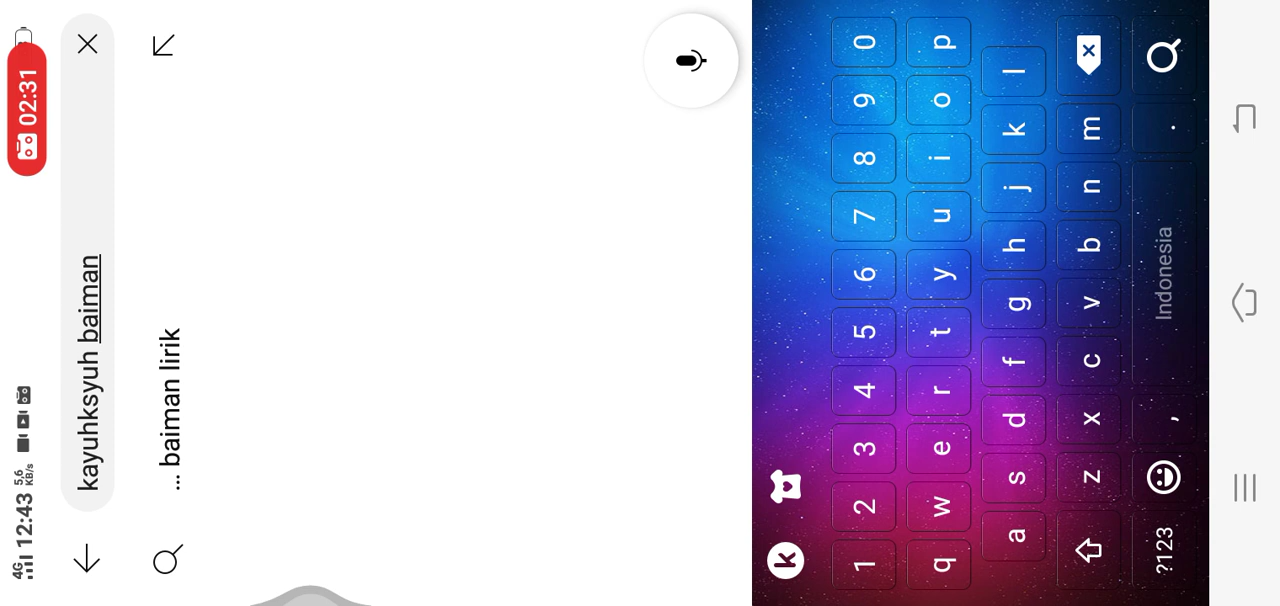 4G 12:43 5,6 KB/s 02:31
kayuhksyuh baiman
... baiman lirik
k
1 2 3 4 5 6 7 8 9 0
q w e r t y u i o p
a s d f g h j k l
z x c v b n m
?123 , Indonesia .